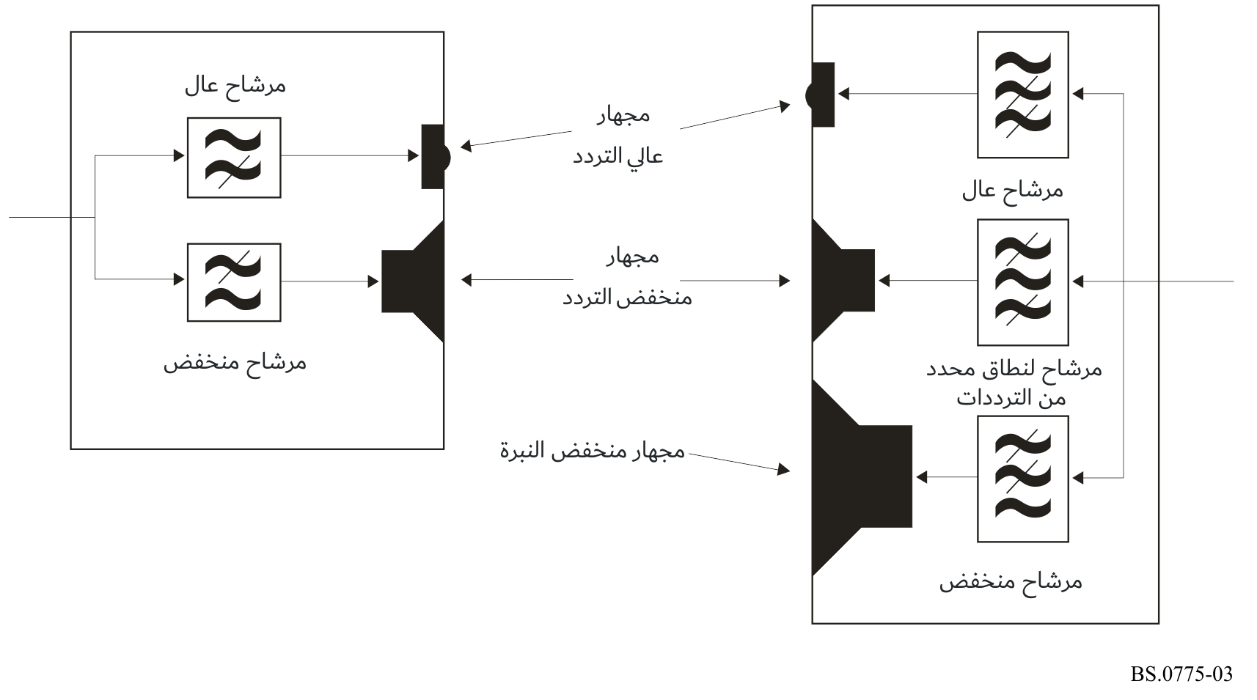 مرشاح عال
مرشاح منخفض
مجهار
عالي التردد
مجهار
منخفض التردد
مجهار منخفض النبرة
مرشاح عال
مرشاح لنطاق محدد
من الترددات
مرشاح منخفض
BS.0775-03